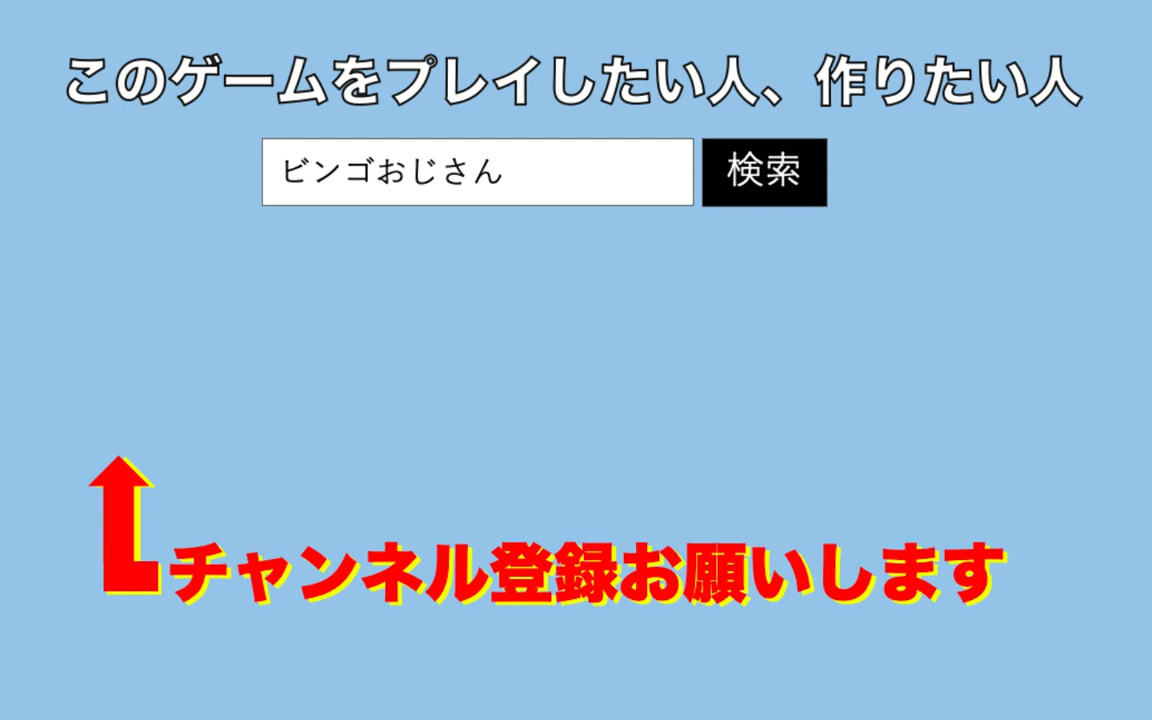 このゲームをプレイしたい人、作りたい人
ビンゴおじさん 検索
チャンネル登録お願いします